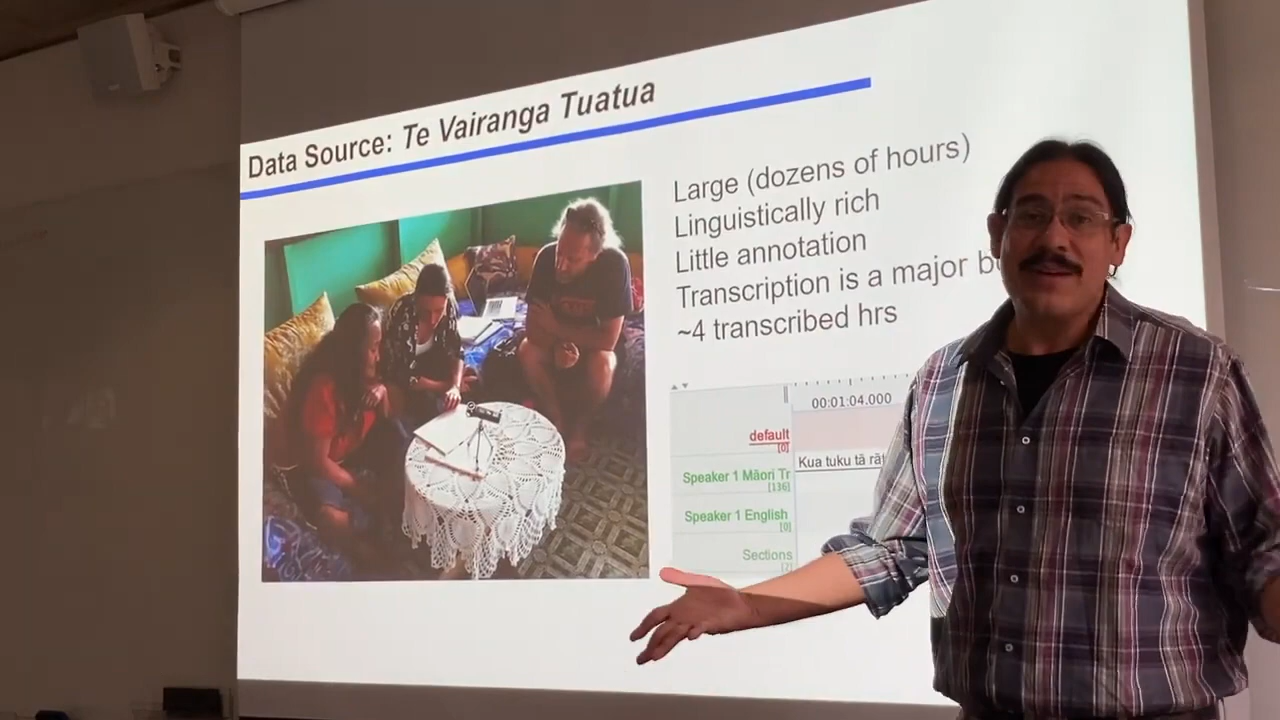 Data Source: Te Vairanga Tuatua
Large (dozens of hours)
Linguistically rich
Little annotation
Transcription is a major
~4 transcribed hrs
00:01:04.000
default
[0]
Kua tuku tā
Speaker 1 Māori Tr
[136]
Speaker 1 English
[0]
Sections
[2]